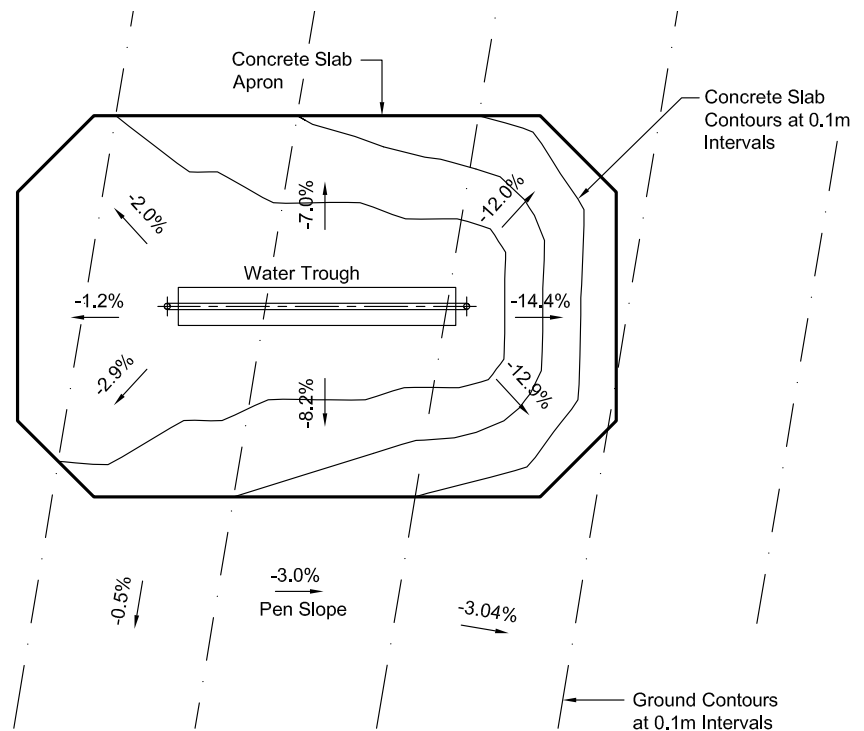 Concrete Slab
Apron
Concrete Slab
Contours at 0.1m
Intervals
-2.0%
-7.0%
-12.0%
Water Trough
-1.2%
-14.4%
-2.9%
-8.2%
-12.9%
-0.5%
-3.0%
Pen Slope
-3.04%
Ground Contours
at 0.1m Intervals